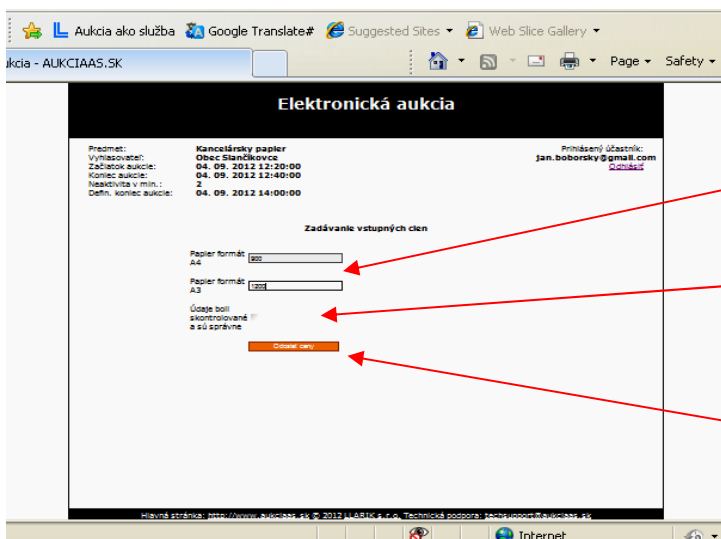 Aukcia ako služba Google Translate# Suggested Sites Web Slice Gallery
ukcia - AUKCIAAS.SK Page Safety
Elektronická aukcia
Predmet: Kancelársky papier
Vyhlasovateľ: Obec Slančíkovce
Začiatok aukcie: 04. 09. 2012 12:20:00
Koniec aukcie: 04. 09. 2012 12:40:00
Neaktivita v min.: 2
Defin. koniec aukcie: 04. 09. 2012 14:00:00
Prihlásený účastník:
jan.boborsky@gmail.com
Odhlásiť
Zadávanie vstupných cien
Papier formát A4 900
Papier formát A3 1200
Údaje boli
skontrolované
a sú správne
Odoslať ceny
Hlavná stránka: http://www.aukciaas.sk © 2012 LLARIK s.r.o, Technická podpora: techsupport@aukciaas.sk
Internet